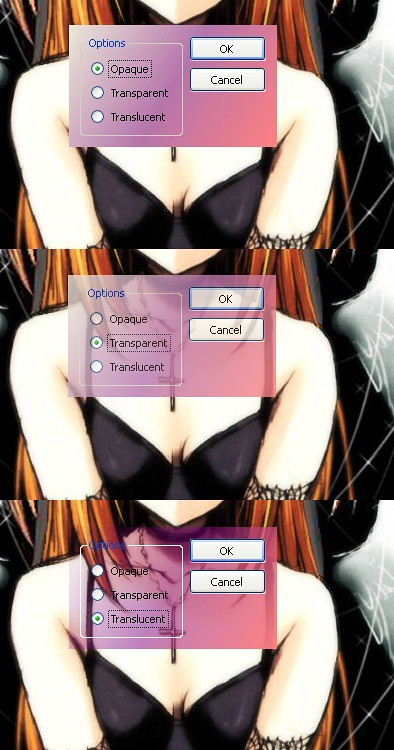 Options
OK
Opaque
Cancel
Transparent
Translucent
Options
OK
Opaque
Cancel
Transparent
Translucent
Options
OK
Opaque
Cancel
Transparent
Translucent